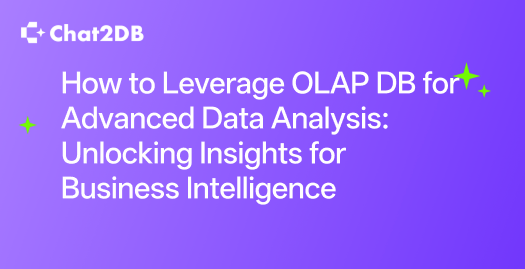 Chat2DB
How to Leverage OLAP DB for
Advanced Data Analysis:
Unlocking Insights for
Business Intelligence